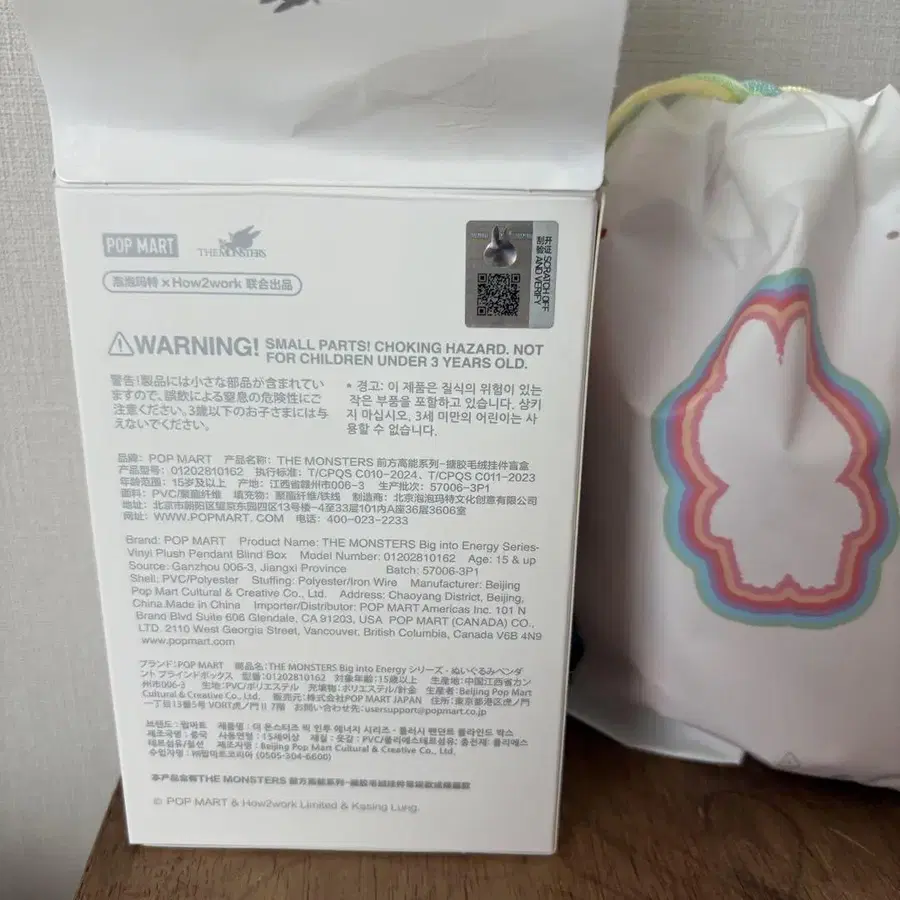 POP MART
THE MONSTERS
泡泡玛特 × How2work 联合出品
开运 SCRATCH OFF
刮验 AND VERIFY
WARNING! SMALL PARTS! CHOKING HAZARD. NOT
FOR CHILDREN UNDER 3 YEARS OLD.
警告!製品には小さな部品が含まれてい
ますので、誤飲による窒息の危険性にご
注意ください。3歳以下のお子さまには与
えないでください。
• 경고: 이 제품은 질식의 위험이 있는
작은 부품을 포함하고 있습니다. 삼키
지 마십시오, 3세 미만의 어린이는 사
용할 수 없습니다.
品牌: POP MART 产品名称: THE MONSTERS 前方高能系列-搪胶毛绒挂件盲盒
产品型号: 01202810162 执行标准: T/CPQS C010-2024、T/CPQS C011-2023
年龄范围: 15岁及以上 产地: 江西省赣州市006-3 生产批次: 57006-3P1
面料: PVC/聚酯纤维 填充物: 聚酯纤维/铁线 制造商: 北京泡泡玛特文化创意有限公司
地址: 北京市朝阳区望京东园四区13号楼-4至33层101内A座36层3606室
网址: WWW.POPMART.COM 电话: 400-023-2233
Brand: POP MART Product Name: THE MONSTERS Big into Energy Series-
Vinyl Plush Pendant Blind Box Model Number: 01202810162 Age: 15 & up
Source: Ganzhou 006-3, Jiangxi Province Batch: 57006-3P1
Shell: PVC/Polyester Stuffing: Polyester/Iron Wire Manufacturer: Beijing
Pop Mart Cultural & Creative Co., Ltd. Address: Chaoyang District, Beijing,
China.Made in China Importer/Distributor: POP MART Americas Inc. 101 N
Brand Blvd Suite 606 Glendale, CA 91203, USA POP MART (CANADA) CO.,
LTD. 2110 West Georgia Street, Vancouver, British Columbia, Canada V6B 4N9
www.popmart.com
ブランド:POP MART 商品名:THE MONSTERS Big into Energy シリーズ - ぬいぐるみペンダ
ント ブラインドボックス 型番:01202810162 対象年齢:15歳以上 生産地:中国江西省カン
州市006-3 生地:PVC/ポリエステル 充填物:ポリエステル/針金 生産者:Beijing Pop Mart
Cultural & Creative Co., Ltd. 販売元:株式会社POP MART JAPAN 住所:東京都港区虎ノ門
一丁目13番5号 VORT虎ノ門II 7階 お問い合わせ先:usersupport@popmart.co.jp
브랜드 : 팝마트 제품명 : 더 몬스터즈 빅 인투 에너지 시리즈 - 플러시 펜던트 블라인드 박스
제조국명 : 중국 사용연령 : 15세이상 재질 : 겉감 : PVC/폴리에스테르섬유; 충전재: 폴리에스
테르섬유/철선 제조자명 : Beijing Pop Mart Cultural & Creative Co., Ltd.
수입자명 : ㈜팝마트코리아 (0505-304-6600)
本产品含有THE MONSTERS 前方高能系列-搪胶毛绒挂件
© POP MART & How2work Limited & Kasing Lung.